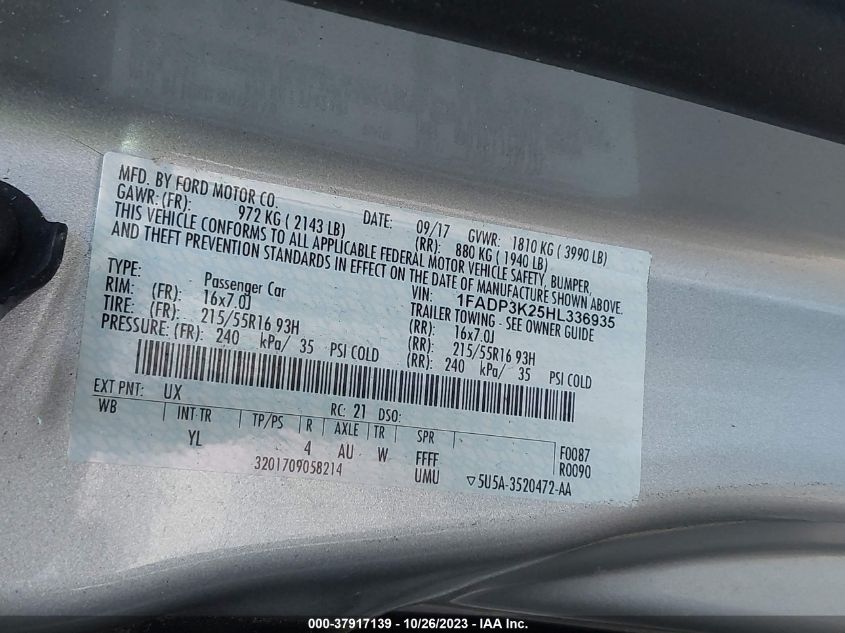 MFD. BY FORD MOTOR CO.
DATE: 09/17 GVWR: 1810 KG ( 3990 LB)
GAWR:(FR): 972 KG ( 2143 LB) (RR): 880 KG ( 1940 LB)
THIS VEHICLE CONFORMS TO ALL APPLICABLE FEDERAL MOTOR VEHICLE SAFETY, BUMPER,
AND THEFT PREVENTION STANDARDS IN EFFECT ON THE DATE OF MANUFACTURE SHOWN ABOVE.
VIN: 1FADP3K25HL336935
TYPE: Passenger Car TRAILER TOWING - SEE OWNER GUIDE
RIM: (FR): 16x7.0J (RR): 16x7.0J
TIRE: (FR): 215/55R16 93H (RR): 215/55R16 93H
PRESSURE: (FR): 240 kPa/ 35 PSI COLD (RR): 240 kPa/ 35 PSI COLD
EXT PNT: UX RC: 21 DSO:
WB INT TR TP/PS R AXLE TR SPR
YL 4 AU W FFFF F0087
UMU R0090
3201709058214 ▽5U5A-3520472-AA
000-37917139 - 10/26/2023 - IAA Inc.